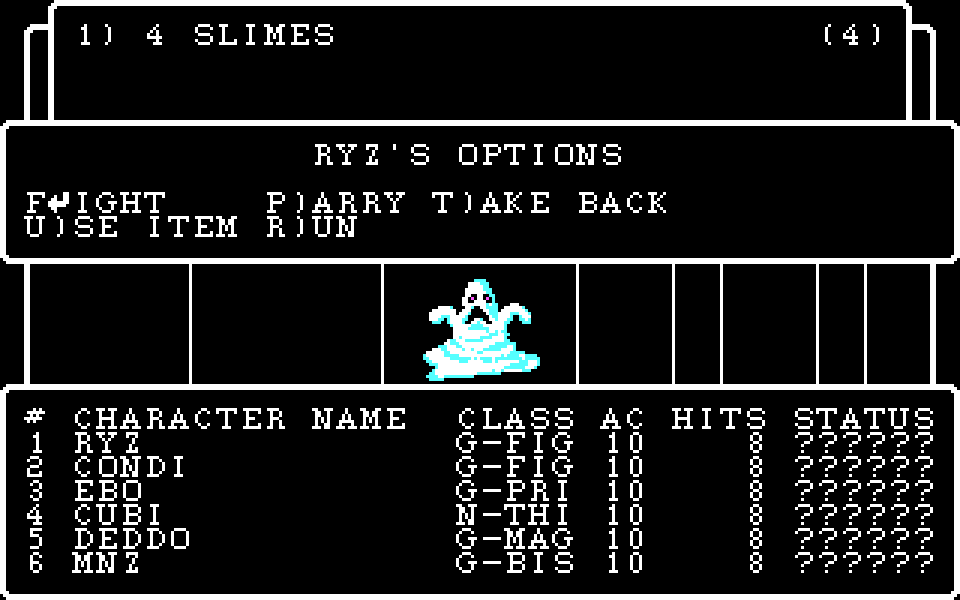 1) 4 SLIMES (4)
RYZ'S OPTIONS
F↵IGHT P)ARRY T)AKE BACK
U)SE ITEM R)UN
# CHARACTER NAME CLASS AC HITS STATUS
1 RYZ G-FIG 10 8 ??????
2 CONDI G-FIG 10 8 ??????
3 EBO G-PRI 10 8 ??????
4 CUBI N-THI 10 8 ??????
5 DEDDO G-MAG 10 8 ??????
6 MNZ G-BIS 10 8 ??????